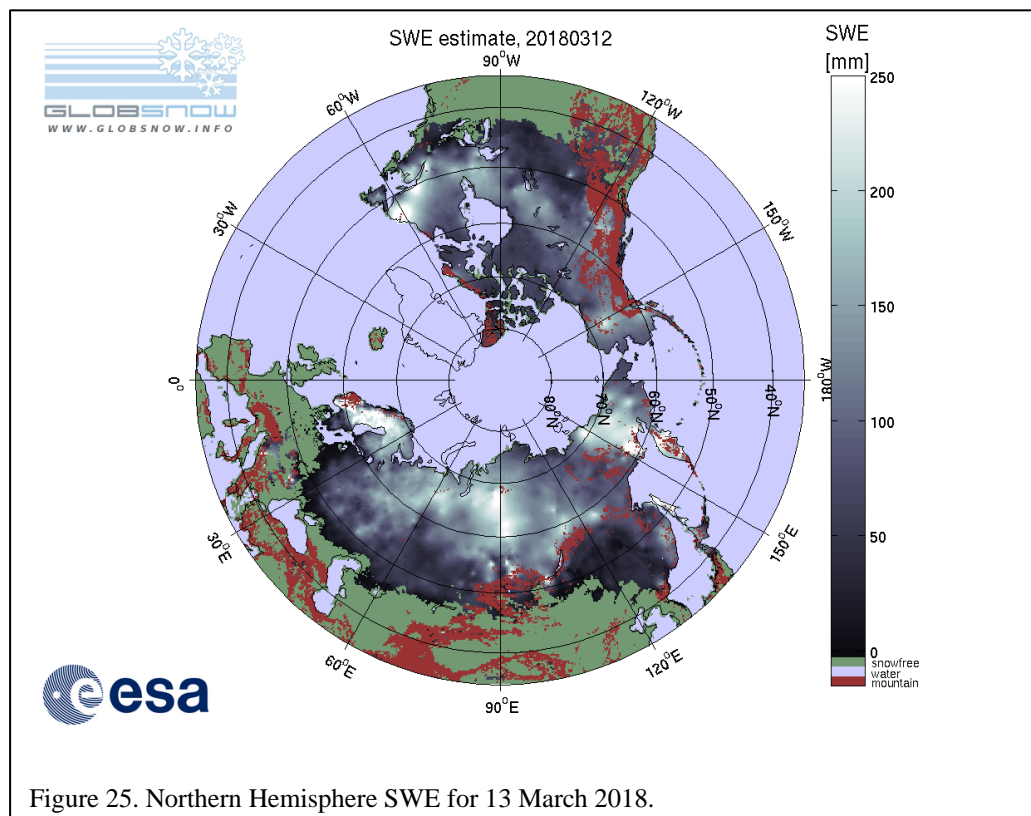 SWE estimate, 20180312
SWE
[mm]
GLOBSNOW
WWW.GLOBSNOW.INFO
90°W
60°W
120°W
30°W
150°W
0°
180°W
80°N
70°N
60°N
50°N
40°N
30°E
150°E
60°E
120°E
90°E
250
200
150
100
50
0
snowfree
water
mountain
esa
Figure 25. Northern Hemisphere SWE for 13 March 2018.